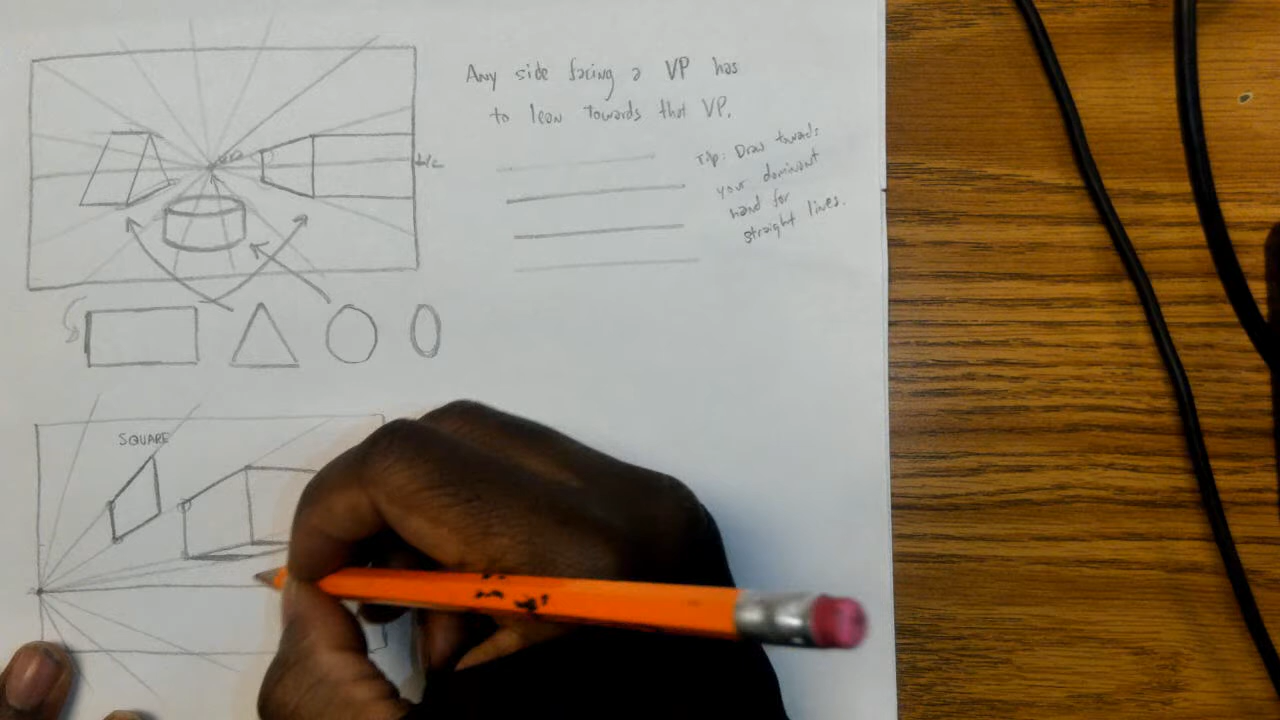 Any side facing a VP has
to lean towards that VP.
Tip: Draw towards
your dominant
hand for
straight lines.
SQUARE